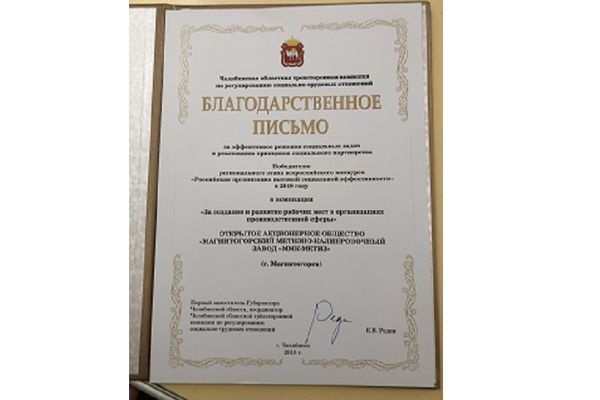 Челябинская областная трехсторонняя комиссия
по регулированию социально-трудовых отношений
БЛАГОДАРСТВЕННОЕ
ПИСЬМО
за эффективное решение социальных задач
и реализацию принципов социального партнерства
Победителю
регионального этапа всероссийского конкурса
«Российская организация высокой социальной эффективности»
в 2018 году
в номинации
«За создание и развитие рабочих мест в организациях
производственной сферы»
ОТКРЫТОЕ АКЦИОНЕРНОЕ ОБЩЕСТВО
«МАГНИТОГОРСКИЙ МЕТИЗНО-КАЛИБРОВОЧНЫЙ
ЗАВОД «ММК-МЕТИЗ»
(г. Магнитогорск)
Первый заместитель Губернатора
Челябинской области, координатор
Челябинской областной трёхсторонней
комиссии по регулированию
социально-трудовых отношений
Е.В. Редин
г. Челябинск
2018 г.